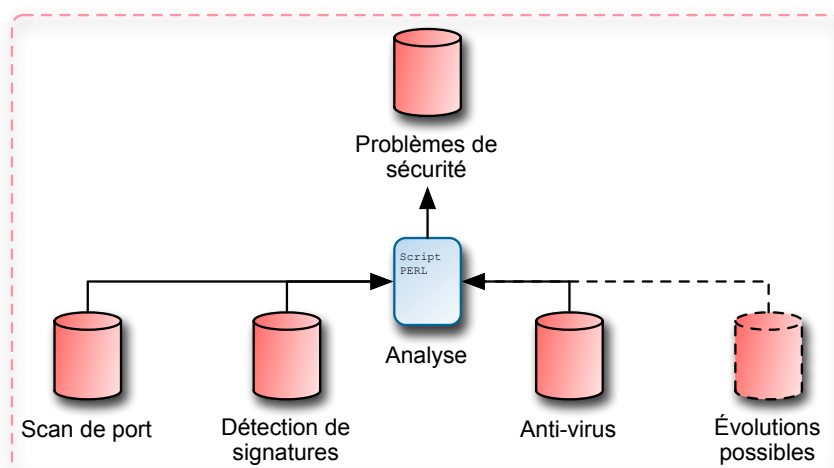 Problèmes de
sécurité
Script
PERL
Analyse
Scan de port
Détection de
signatures
Anti-virus
Évolutions
possibles